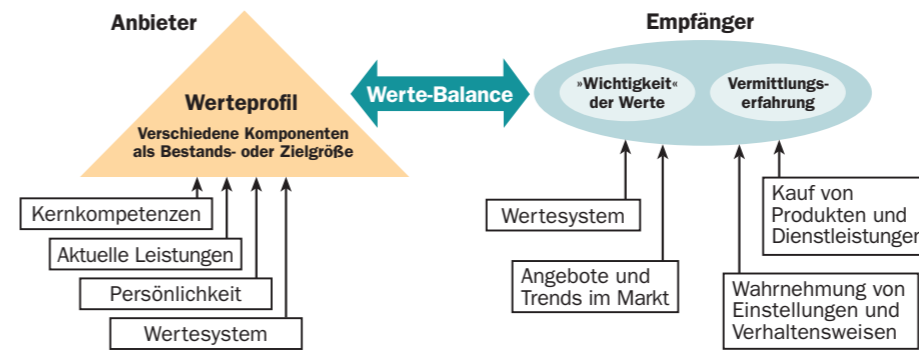 Anbieter
Werteprofil
Verschiedene Komponenten
als Bestands- oder Zielgröße
Kernkompetenzen
Aktuelle Leistungen
Persönlichkeit
Wertesystem
Werte-Balance
Empfänger
»Wichtigkeit«
der Werte
Vermittlungs-
erfahrung
Wertesystem
Angebote und
Trends im Markt
Kauf von
Produkten und
Dienstleistungen
Wahrnehmung von
Einstellungen und
Verhaltensweisen